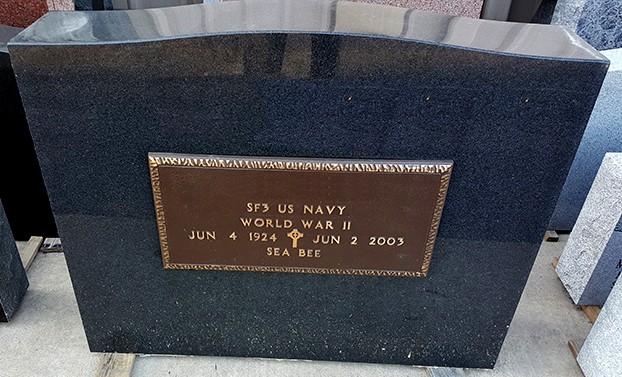 SF3 US NAVY
WORLD WAR II
JUN 4 1924 JUN 2 2003
SEA BEE